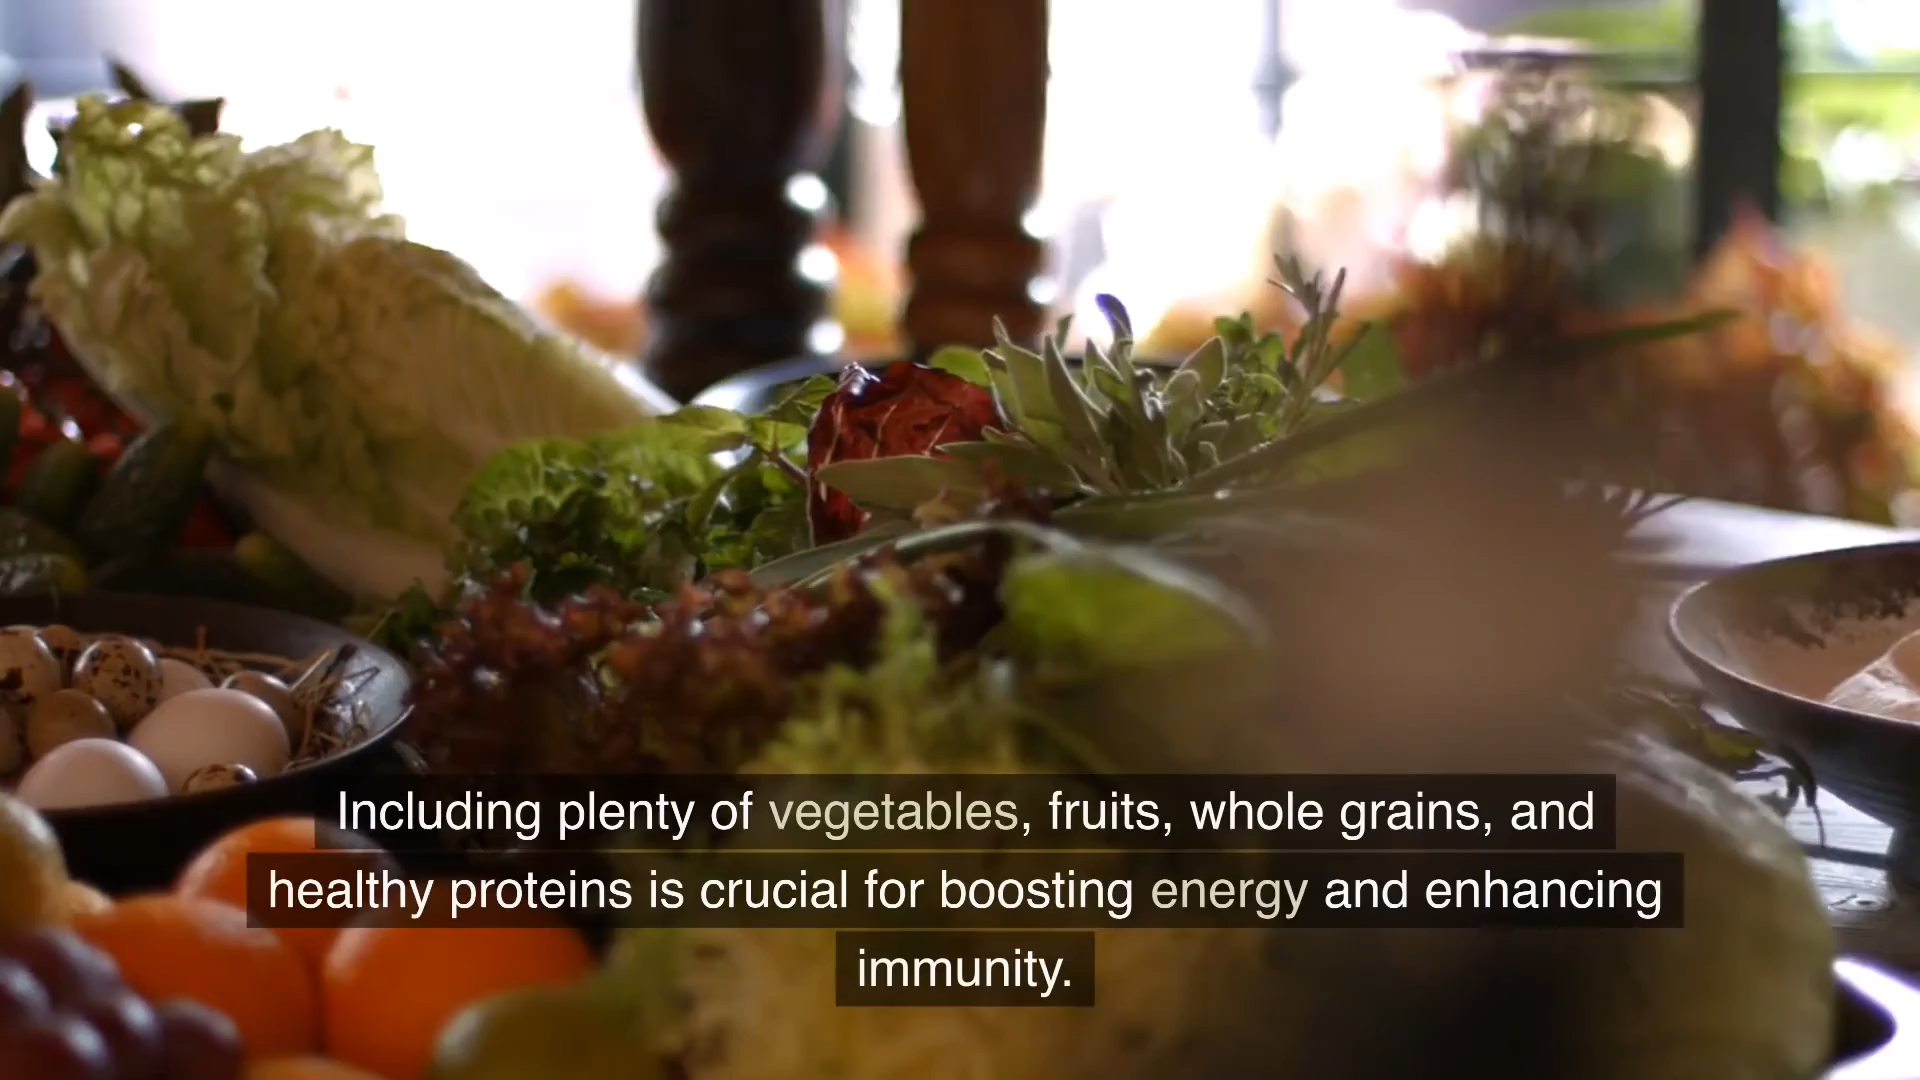 Including plenty of vegetables, fruits, whole grains, and
healthy proteins is crucial for boosting energy and enhancing
immunity.